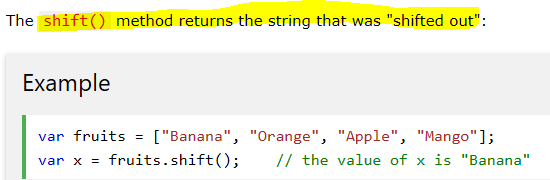 The shift() method returns the string that was "shifted out":
Example
var fruits = ["Banana", "Orange", "Apple", "Mango"];
var x = fruits.shift();    // the value of x is "Banana"